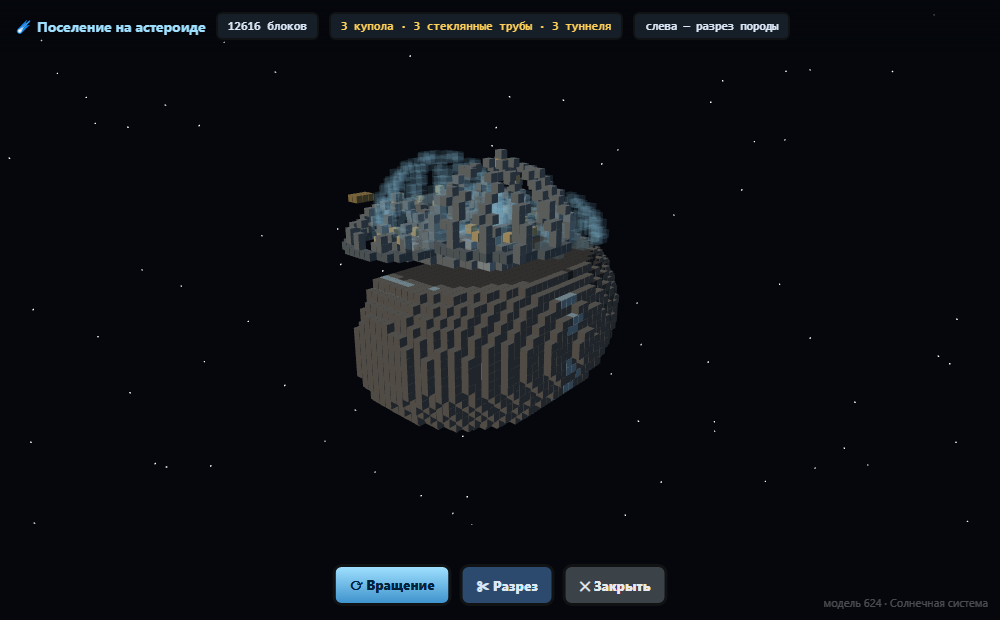 Поселение на астероиде
12616 блоков
3 купола · 3 стеклянные трубы · 3 туннеля
слева — разрез породы
⟳ Вращение
✂ Разрез
✕ Закрыть
модель 624 · Солнечная система